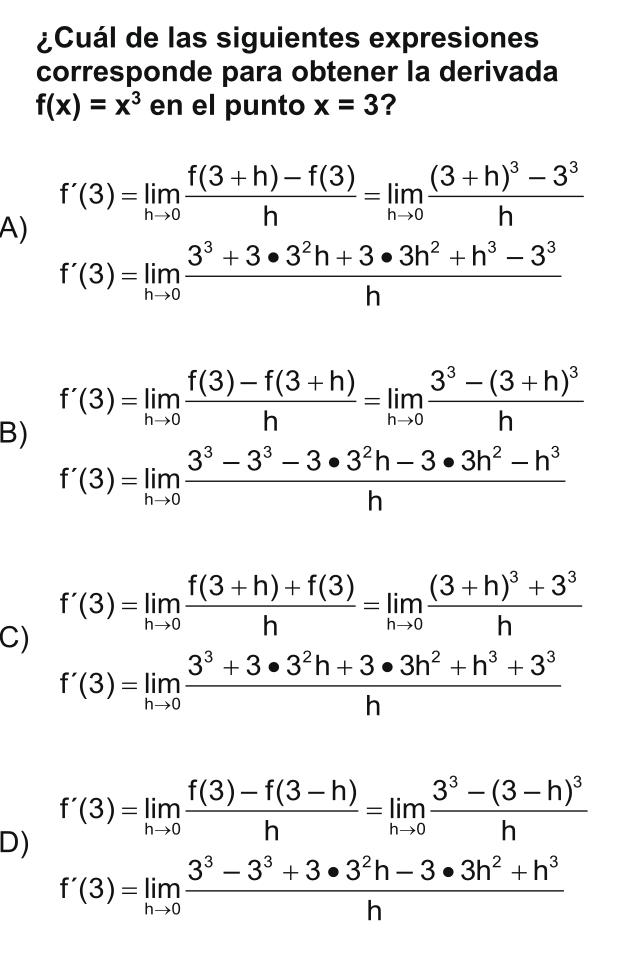 ¿Cuál de las siguientes expresiones
corresponde para obtener la derivada
f(x) = x³ en el punto x = 3?
A)
f´(3) = lim h→0 f(3 + h) – f(3) / h = lim h→0 (3 + h)³ – 3³ / h
f´(3) = lim h→0 3³ + 3 • 3²h + 3 • 3h² + h³ – 3³ / h
B)
f´(3) = lim h→0 f(3) – f(3 + h) / h = lim h→0 3³ – (3 + h)³ / h
f´(3) = lim h→0 3³ – 3³ – 3 • 3²h – 3 • 3h² – h³ / h
C)
f´(3) = lim h→0 f(3 + h) + f(3) / h = lim h→0 (3 + h)³ + 3³ / h
f´(3) = lim h→0 3³ + 3 • 3²h + 3 • 3h² + h³ + 3³ / h
D)
f´(3) = lim h→0 f(3) – f(3 – h) / h = lim h→0 3³ – (3 – h)³ / h
f´(3) = lim h→0 3³ – 3³ + 3 • 3²h – 3 • 3h² + h³ / h